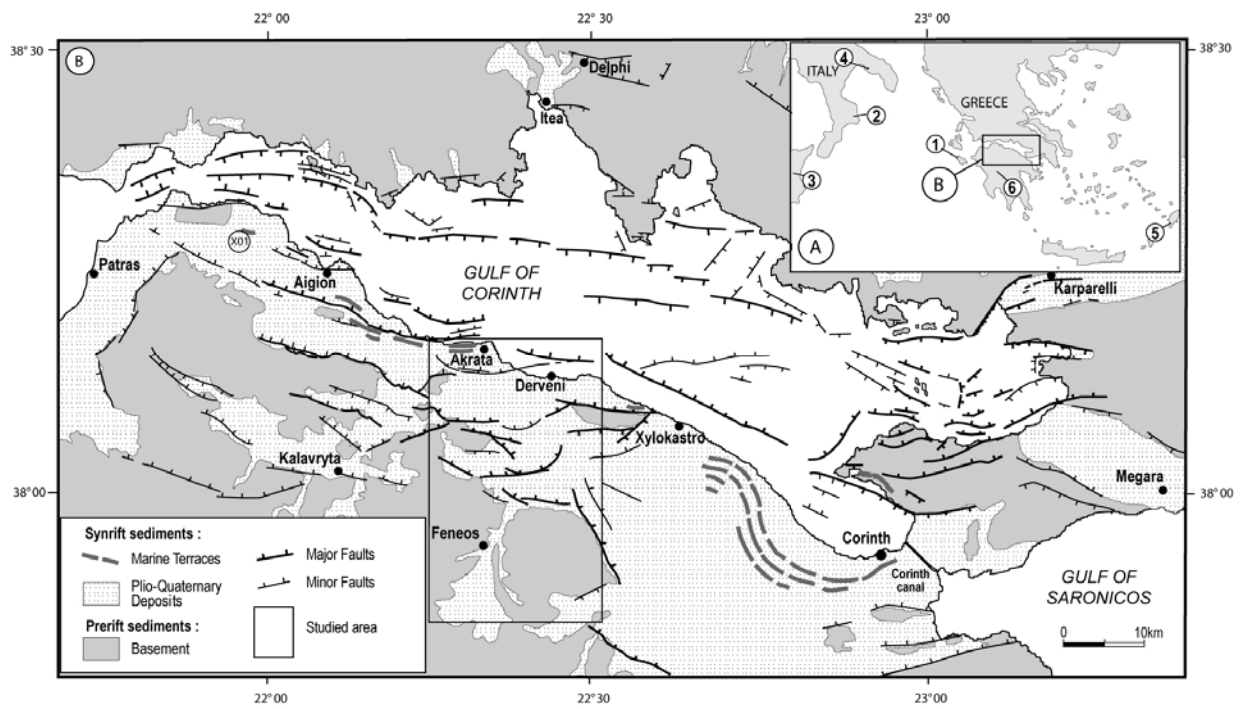 22° 00
22° 30
23° 00
38° 30
38° 30
B
Delphi
Itea
ITALY
4
2
GREECE
1
3
B
6
5
A
X01
Patras
Aigion
GULF OF
CORINTH
Karparelli
Akrata
Derveni
Xylokastro
Kalavryta
Megara
38° 00
38° 00
Feneos
Corinth
Corinth
canal
GULF OF
SARONICOS
0
10km
Synrift sediments :
Marine Terraces
Plio-Quaternary
Deposits
Prerift sediments :
Basement
Major Faults
Minor Faults
Studied area
22° 00
22° 30
23° 00